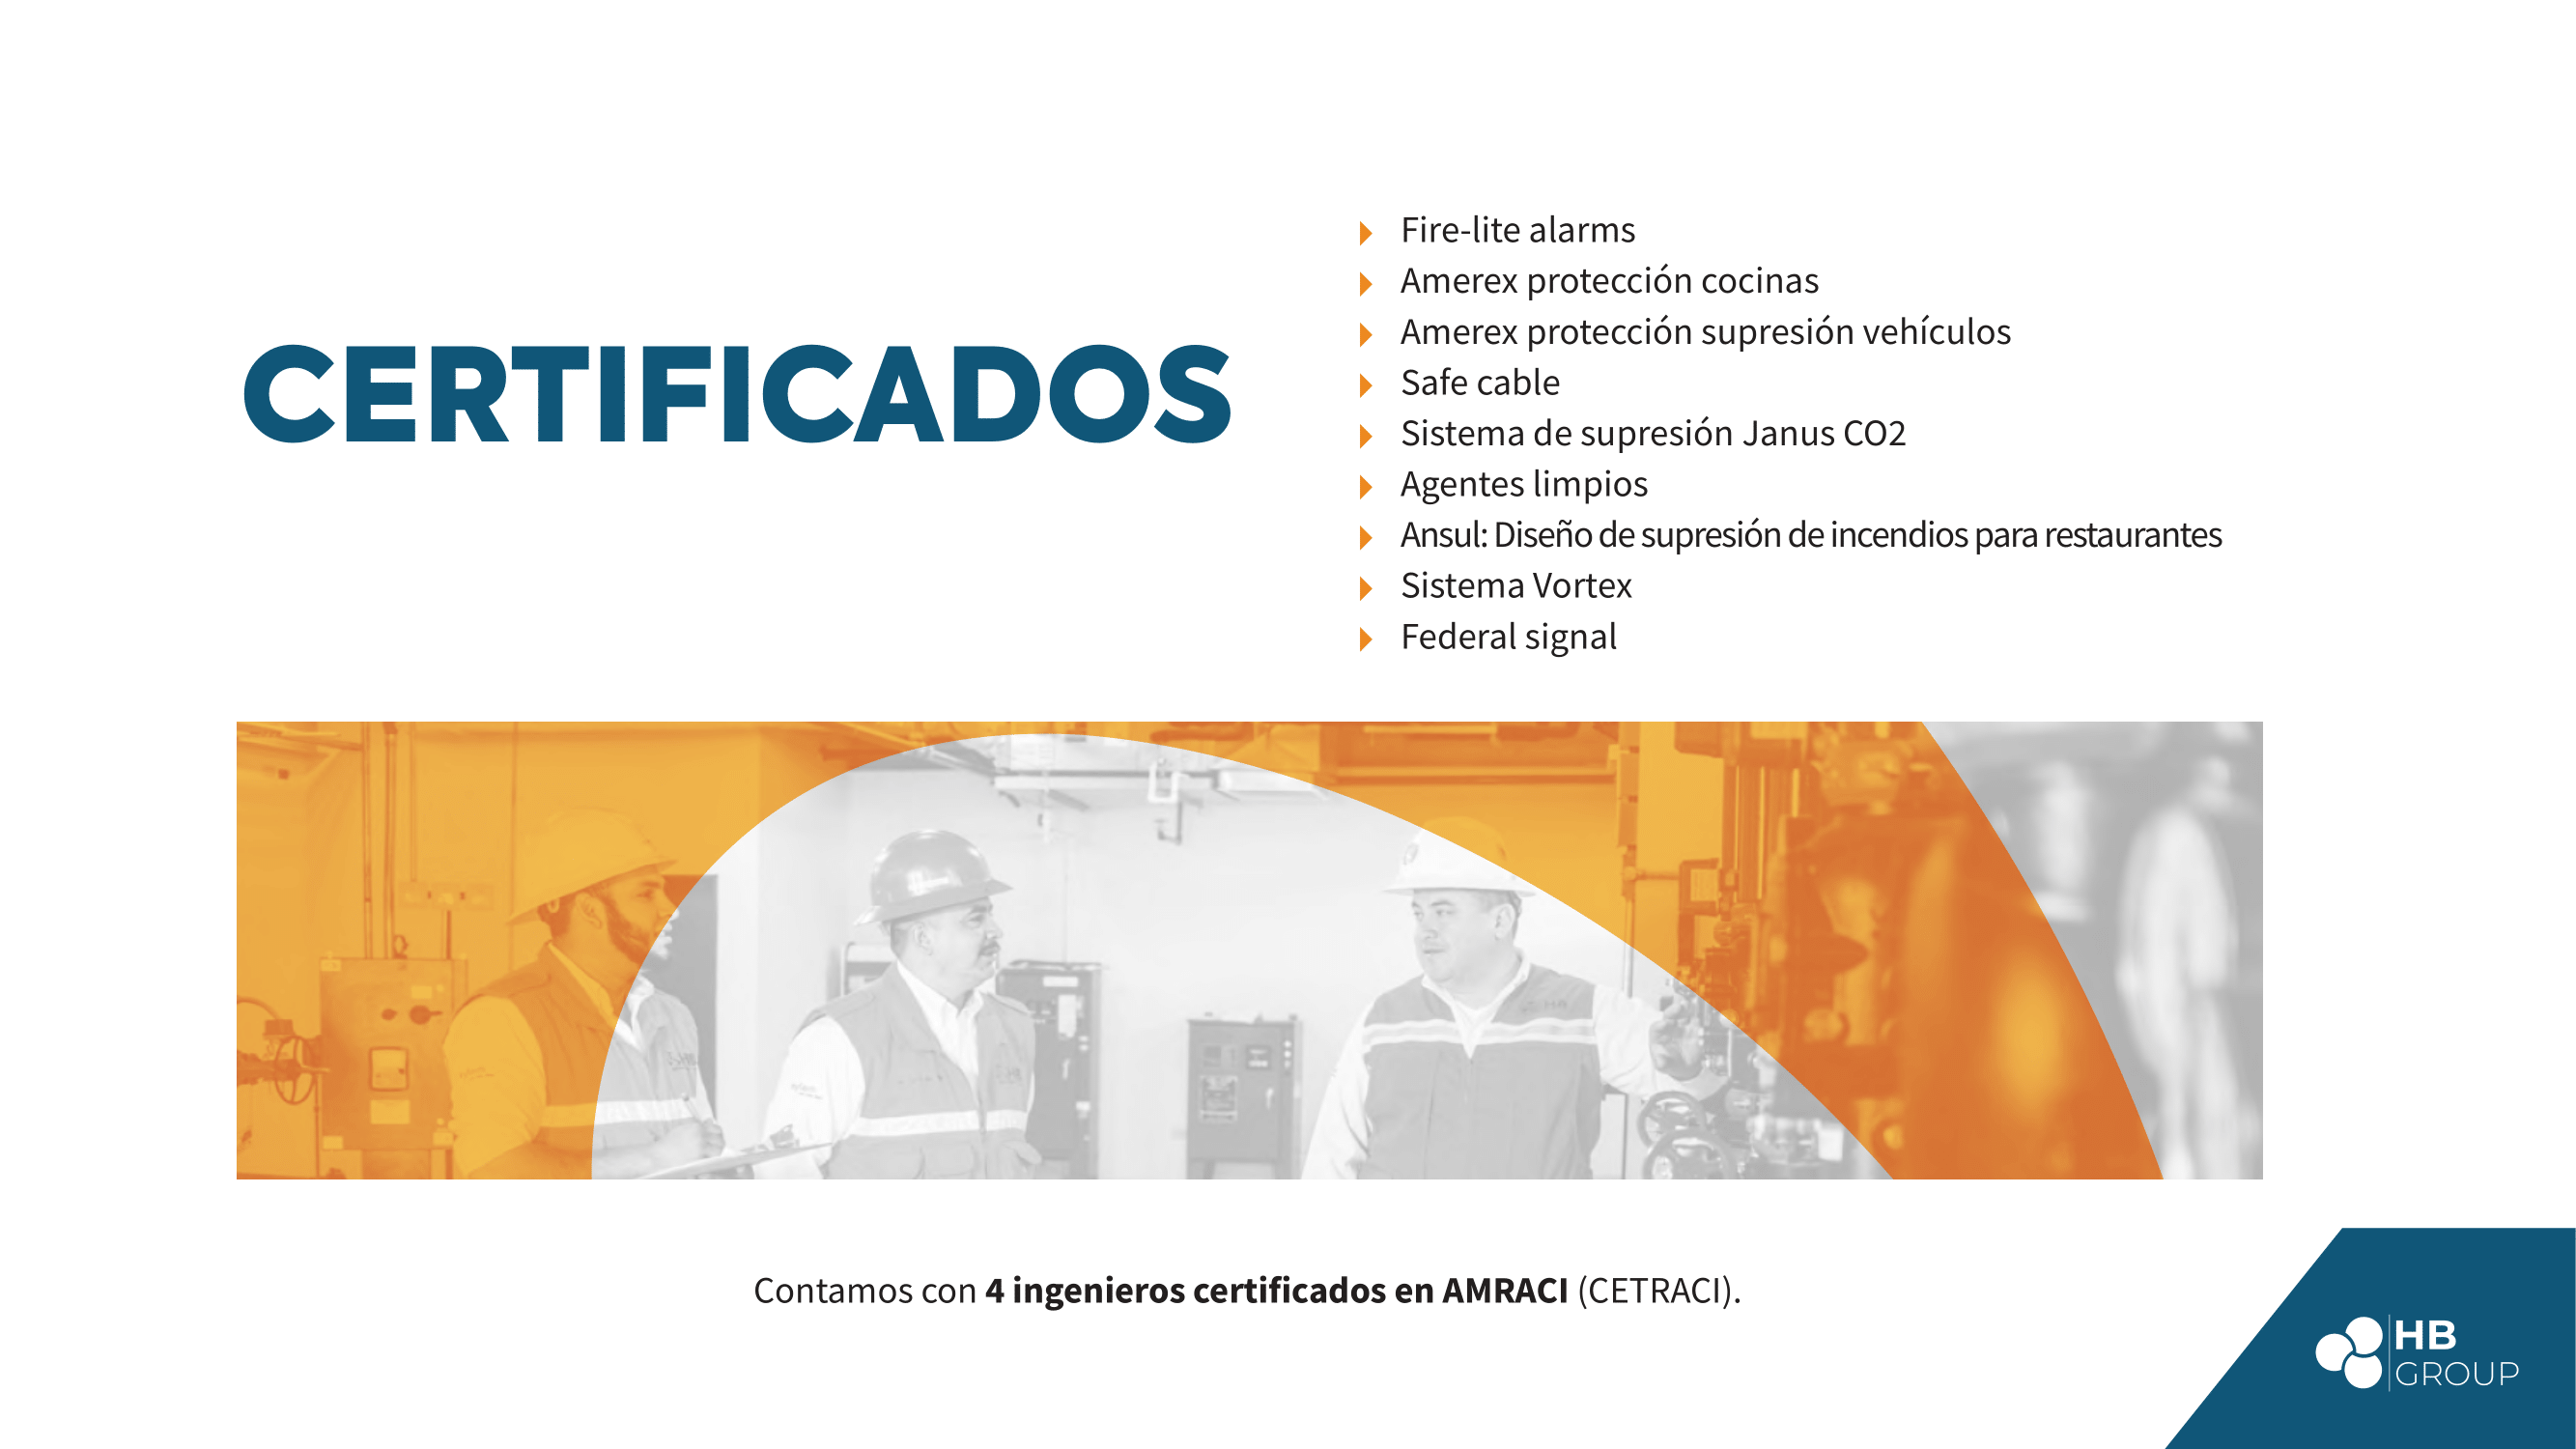 CERTIFICADOS
Fire-lite alarms
Amerex protección cocinas
Amerex protección supresión vehículos
Safe cable
Sistema de supresión Janus CO2
Agentes limpios
Ansul: Diseño de supresión de incendios para restaurantes
Sistema Vortex
Federal signal
Contamos con 4 ingenieros certificados en AMRACI (CETRACI).
HB
GROUP